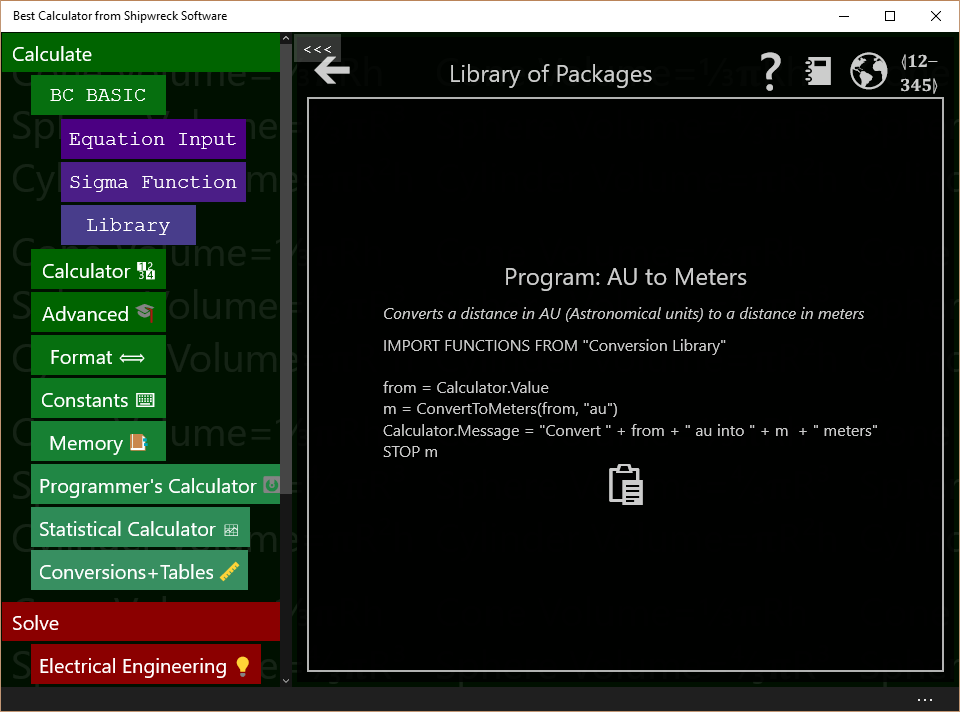 Best Calculator from Shipwreck Software
Calculate
BC BASIC
Equation Input
Sigma Function
Library
Calculator
Advanced
Format
Constants
Memory
Programmer's Calculator
Statistical Calculator
Conversions+Tables
Solve
Electrical Engineering
<<<
Library of Packages
?
⟬12–
345⟭
Program: AU to Meters
Converts a distance in AU (Astronomical units) to a distance in meters
IMPORT FUNCTIONS FROM "Conversion Library"
from = Calculator.Value
m = ConvertToMeters(from, "au")
Calculator.Message = "Convert " + from + " au into " + m  + " meters"
STOP m
...